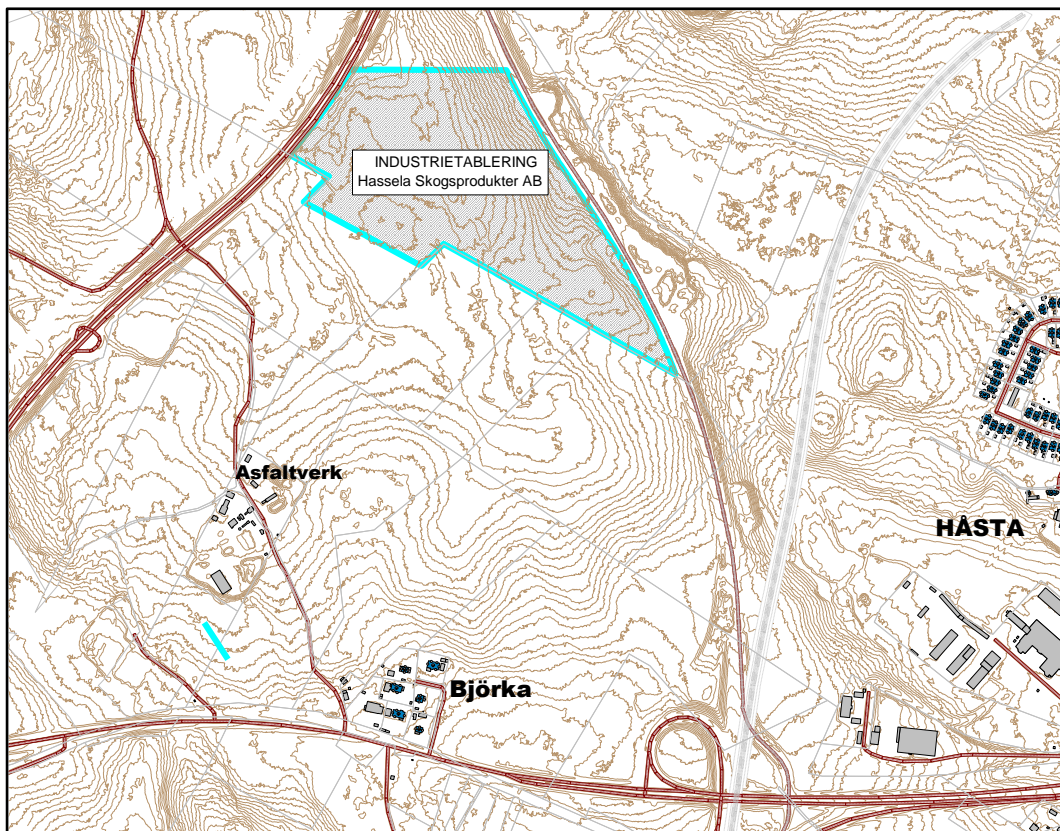 INDUSTRIETABLERING
Hassela Skogsprodukter AB
Asfaltverk
HÅSTA
Björka